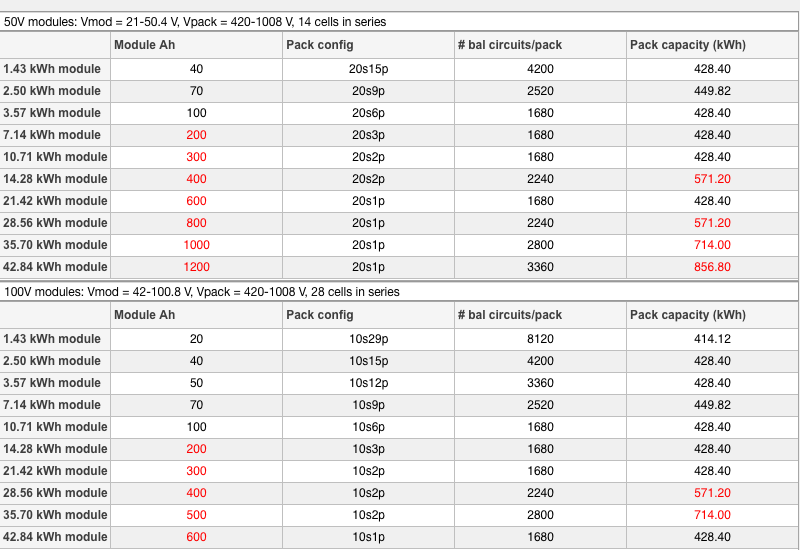 50V modules: Vmod = 21-50.4 V, Vpack = 420-1008 V, 14 cells in series
Module Ah Pack config # bal circuits/pack Pack capacity (kWh)
1.43 kWh module 40 20s15p 4200 428.40
2.50 kWh module 70 20s9p 2520 449.82
3.57 kWh module 100 20s6p 1680 428.40
7.14 kWh module 200 20s3p 1680 428.40
10.71 kWh module 300 20s2p 1680 428.40
14.28 kWh module 400 20s2p 2240 571.20
21.42 kWh module 600 20s1p 1680 428.40
28.56 kWh module 800 20s1p 2240 571.20
35.70 kWh module 1000 20s1p 2800 714.00
42.84 kWh module 1200 20s1p 3360 856.80
100V modules: Vmod = 42-100.8 V, Vpack = 420-1008 V, 28 cells in series
Module Ah Pack config # bal circuits/pack Pack capacity (kWh)
1.43 kWh module 20 10s29p 8120 414.12
2.50 kWh module 40 10s15p 4200 428.40
3.57 kWh module 50 10s12p 3360 428.40
7.14 kWh module 70 10s9p 2520 449.82
10.71 kWh module 100 10s6p 1680 428.40
14.28 kWh module 200 10s3p 1680 428.40
21.42 kWh module 300 10s2p 1680 428.40
28.56 kWh module 400 10s2p 2240 571.20
35.70 kWh module 500 10s2p 2800 714.00
42.84 kWh module 600 10s1p 1680 428.40